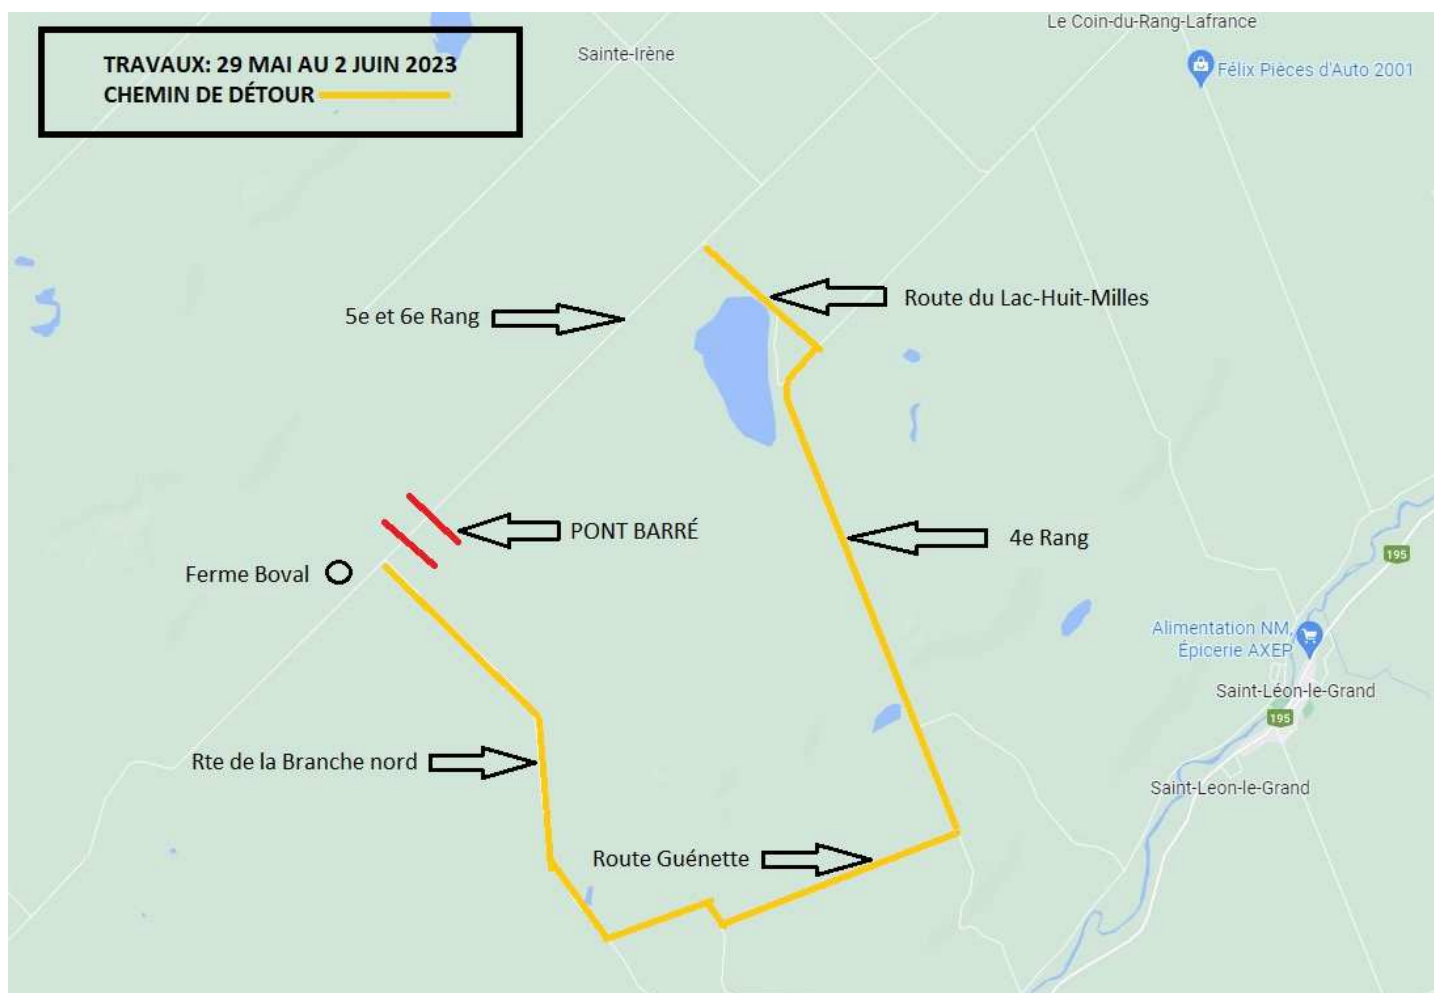 Le Coin-du-Rang-Lafrance
TRAVAUX: 29 MAI AU 2 JUIN 2023
CHEMIN DE DÉTOUR
Sainte-Irène
Félix Pièces d'Auto 2001
Route du Lac-Huit-Milles
5e et 6e Rang
PONT BARRÉ
4e Rang
195
Ferme Boval
Alimentation NM,
Épicerie AXEP
Saint-Léon-le-Grand
195
Rte de la Branche nord
Saint-Leon-le-Grand
Route Guénette